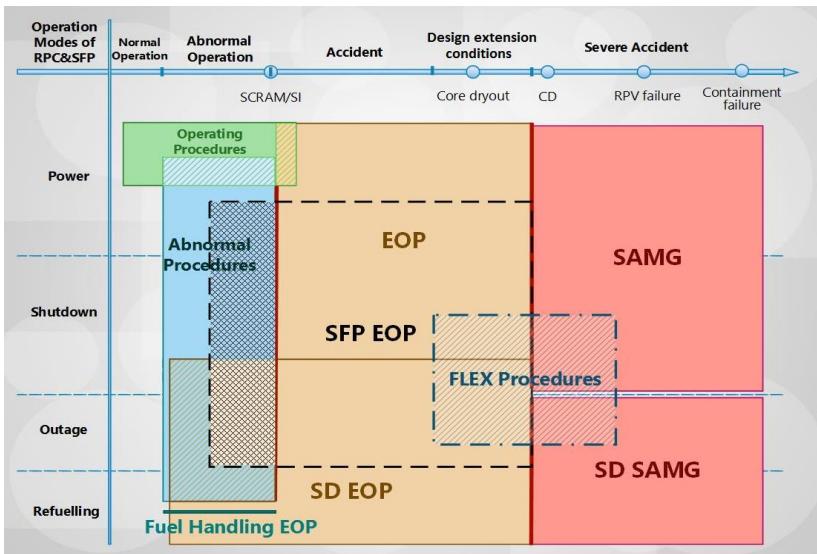 Operation
Modes of
RPC&SFP
Normal
Operation
Abnormal
Operation
Accident
Design extension
conditions
Severe Accident
SCRAM/SI
Core dryout
CD
RPV failure
Containment
failure
Operating
Procedures
Power
Abnormal
Procedures
EOP
SAMG
Shutdown
SFP EOP
FLEX Procedures
Outage
SD EOP
SD SAMG
Refuelling
Fuel Handling EOP